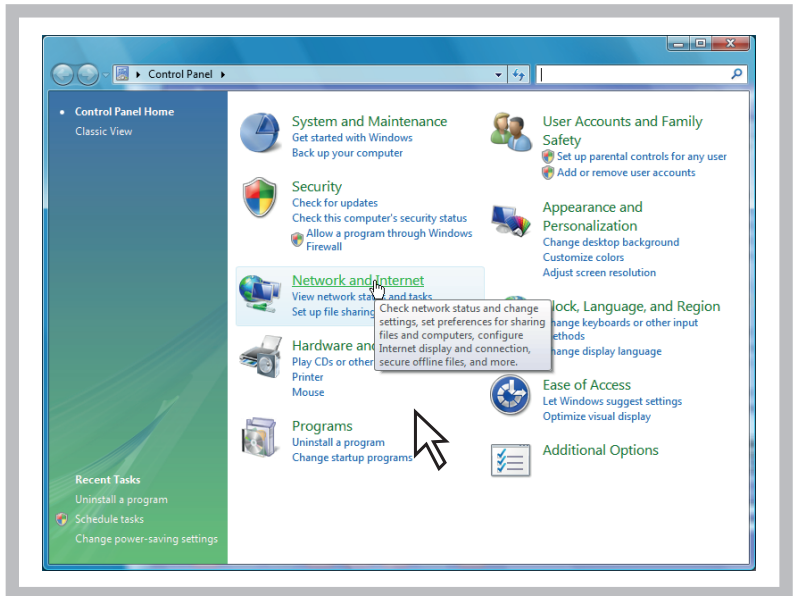 Control Panel
Control Panel Home
Classic View
System and Maintenance
Get started with Windows
Back up your computer
Security
Check for updates
Check this computer's security status
Allow a program through Windows
Firewall
Network and Internet
View network status and tasks
Set up file sharing
Check network status and change
settings, set preferences for sharing
files and computers, configure
Internet display and connection,
secure offline files, and more.
Hardware and
Play CDs or other
Printer
Mouse
Programs
Uninstall a program
Change startup programs
User Accounts and Family
Safety
Set up parental controls for any user
Add or remove user accounts
Appearance and
Personalization
Change desktop background
Customize colors
Adjust screen resolution
lock, Language, and Region
hange keyboards or other input
ethods
hange display language
Ease of Access
Let Windows suggest settings
Optimize visual display
Additional Options
Recent Tasks
Uninstall a program
Schedule tasks
Change power-saving settings